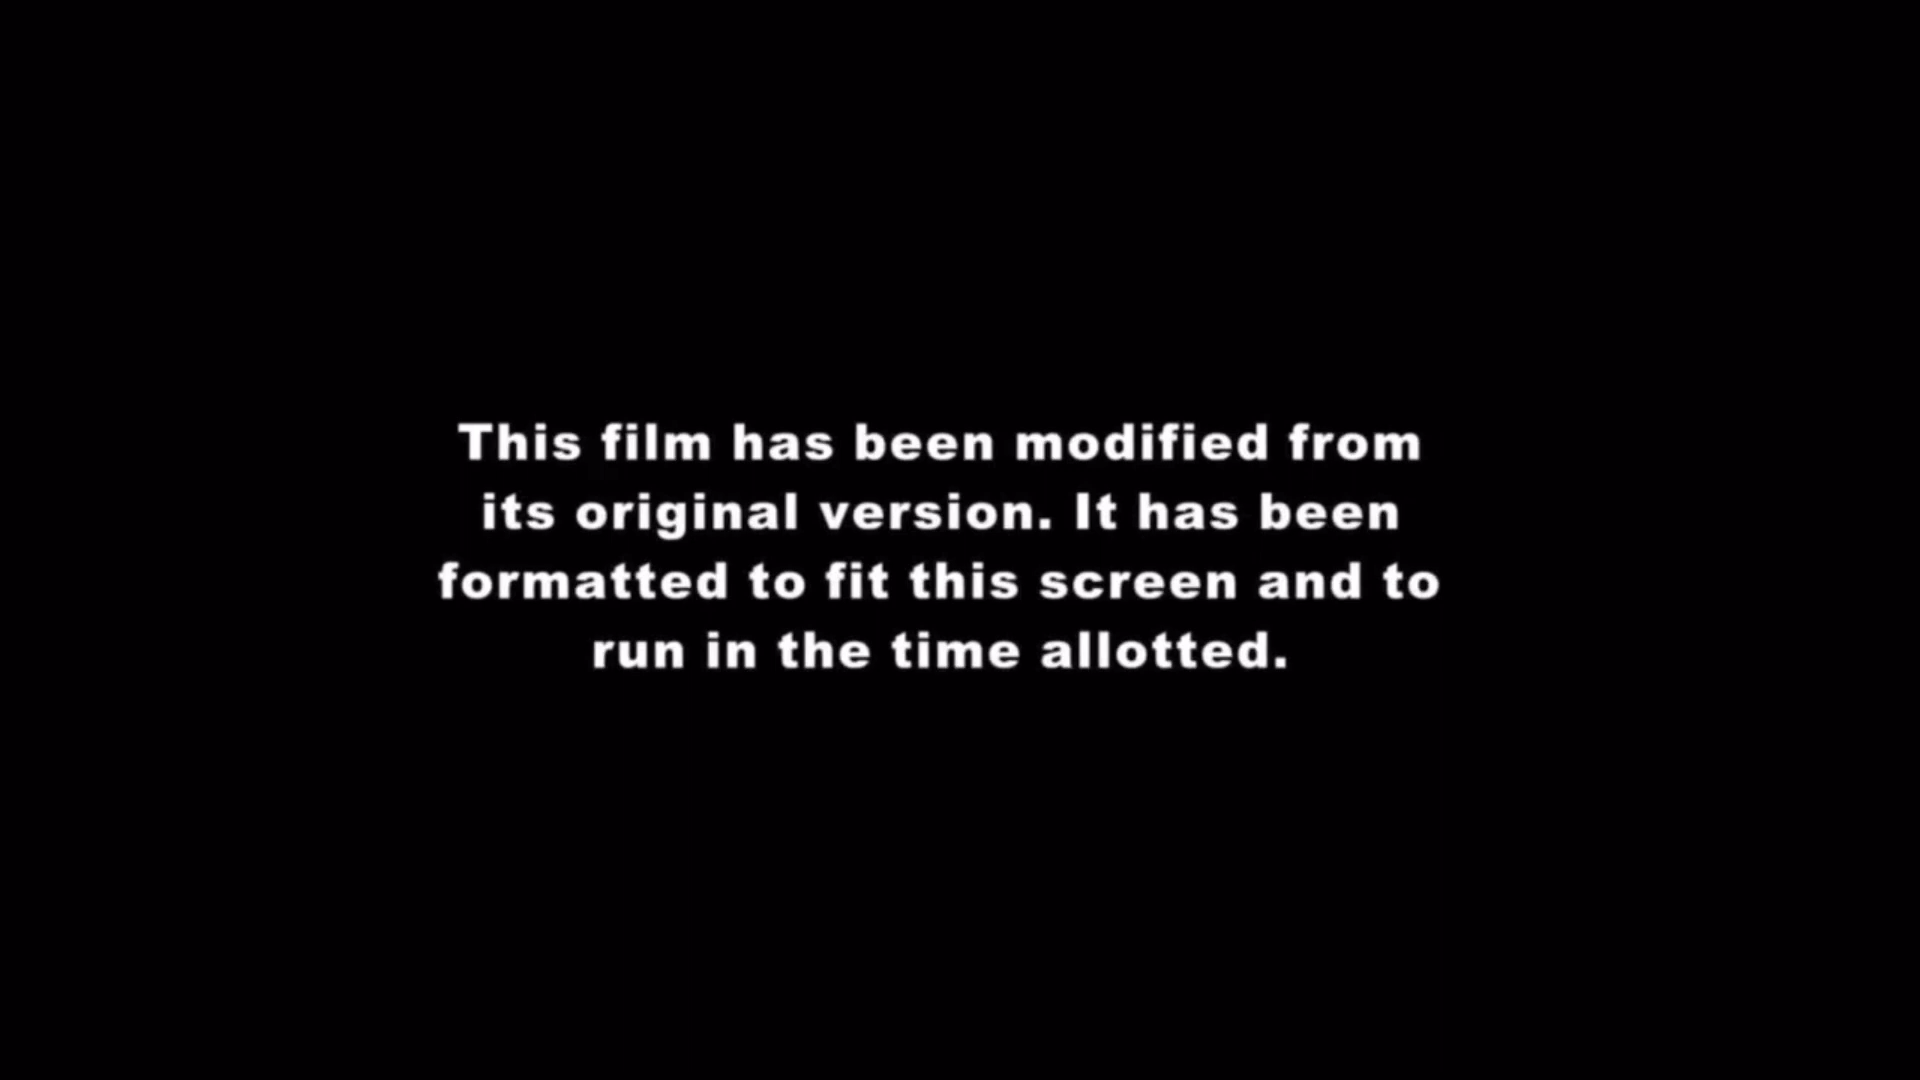 This film has been modified from
its original version. It has been
formatted to fit this screen and to
run in the time allotted.